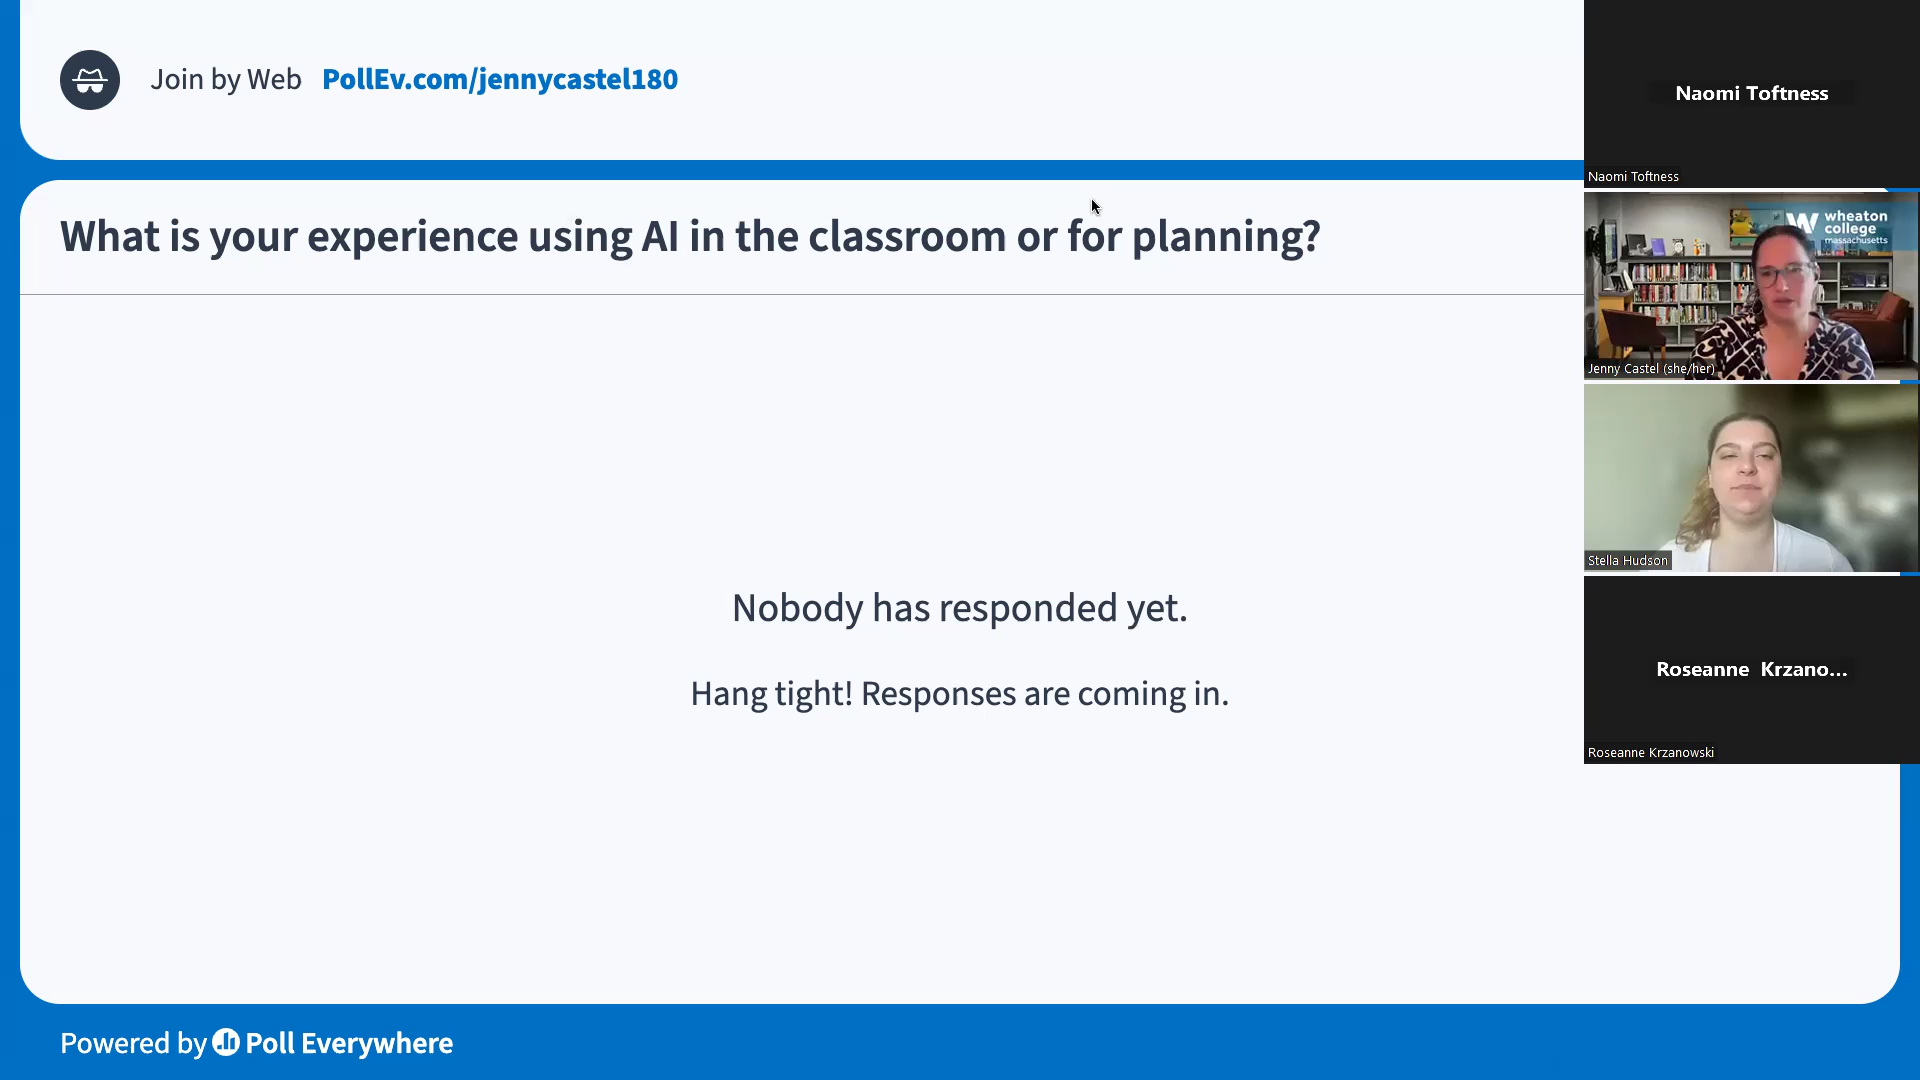 Join by Web PollEv.com/jennycastel180
What is your experience using AI in the classroom or for planning?
Nobody has responded yet.
Hang tight! Responses are coming in.
Powered by Poll Everywhere
Naomi Toftness
Naomi Toftness
W wheaton
college
massachusetts
Jenny Castel (she/her)
Stella Hudson
Roseanne Krzano...
Roseanne Krzanowski